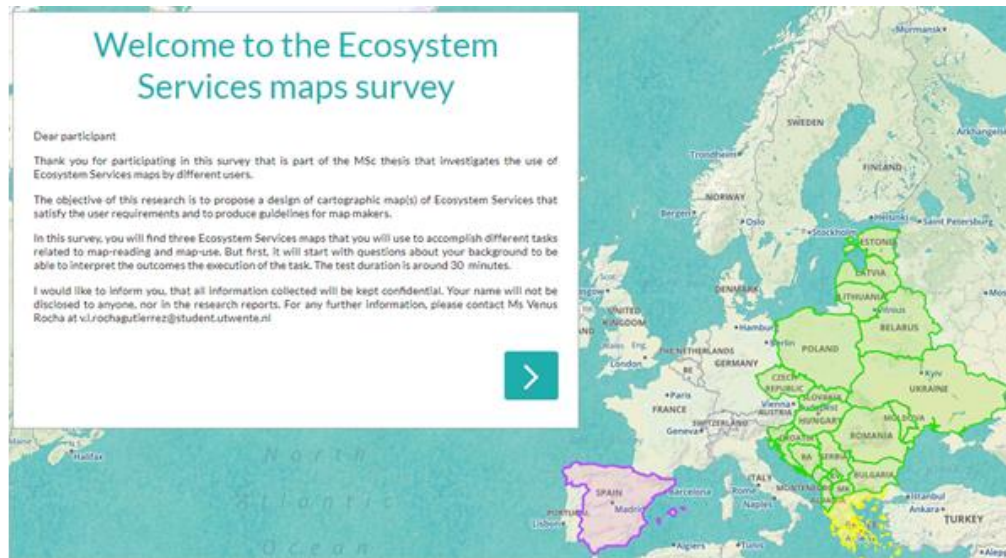 Welcome to the Ecosystem
Services maps survey
Dear participant
Thank you for participating in this survey that is part of the MSc thesis that investigates the use of
Ecosystem Services maps by different users.
The objective of this research is to propose a design of cartographic map(s) of Ecosystem Services that
satisfy the user requirements and to produce guidelines for map makers.
In this survey, you will find three Ecosystem Services maps that you will use to accomplish different tasks
related to map-reading and map-use. But first, it will start with questions about your background to be
able to interpret the outcomes the execution of the task. The test duration is around 30 minutes.
I would like to inform you, that all information collected will be kept confidential. Your name will not be
disclosed to anyone, nor in the research reports. For any further information, please contact Ms Venus
Rocha at v.l.rochagutierrez@student.utwente.nl
Murmansk
SWEDEN
Arkhangelsk
Trondheim
FINLAND
NORWAY
Bergen
Oslo
Helsinki
Saint Petersburg
Stockholm
ESTONIA
LATVIA
DENMARK
LITHUANIA
Vilnius
UNITED
KINGDOM
Hamburg
BELARUS
Berlin
POLAND
THE NETHERLANDS
London
BE
GERMANY
CZECH
REPUBLIC
Kyiv
UKRAINE
Paris
SLOVAKIA
Vienna
Budapest
FRANCE
AUSTRIA
HUNGARY
MOLDOVA
SWITZERLAND
Geneva
CROATIA
ROMANIA
Halifax
North
BA
SERBIA
Atlantic
ITALY
MONTENEGRO
BULGARIA
SPAIN
Barcelona
Rome
MK
Istanbul
PORTUGAL
Madrid
Naples
Ankara
Lisbon
TURKEY
Ocean
Algiers
Tunis